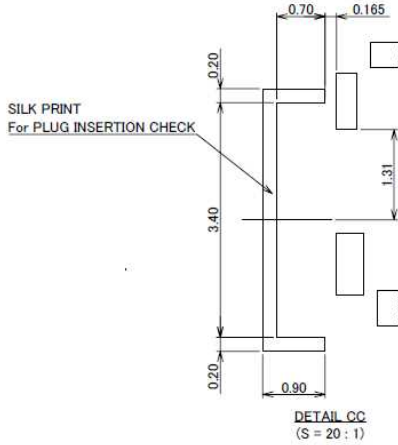 0.70
0.165
0.20
SILK PRINT
For PLUG INSERTION CHECK
1.31
3.40
0.20
0.90
DETAIL CC
(S = 20 : 1)